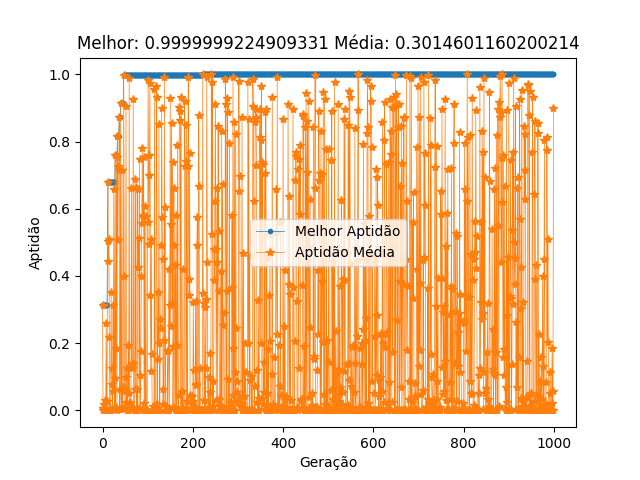 Melhor: 0.9999999224909331 Média: 0.3014601160200214
1.0
0.8
0.6
0.4
0.2
0.0
Aptidão
Melhor Aptidão
Aptidão Média
0 200 400 600 800 1000
Geração